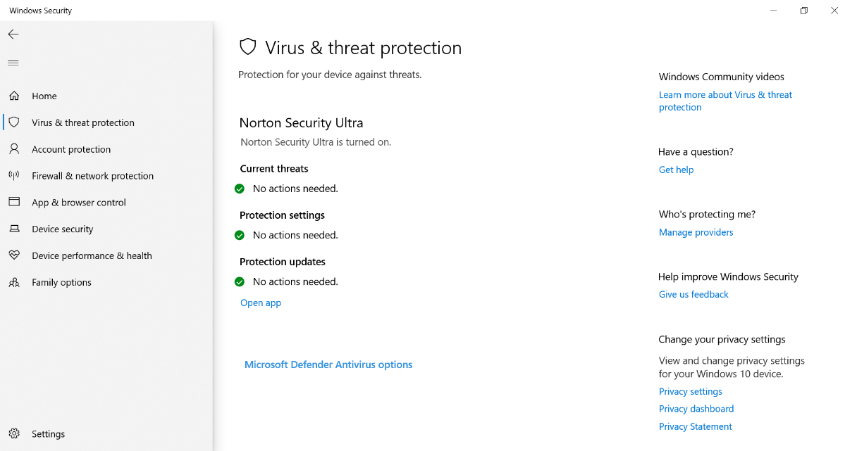 Windows Security
Home
Virus & threat protection
Account protection
Firewall & network protection
App & browser control
Device security
Device performance & health
Family options
Settings
Virus & threat protection
Protection for your device against threats.
Norton Security Ultra
Norton Security Ultra is turned on.
Current threats
No actions needed.
Protection settings
No actions needed.
Protection updates
No actions needed.
Open app
Microsoft Defender Antivirus options
Windows Community videos
Learn more about Virus & threat
protection
Have a question?
Get help
Who's protecting me?
Manage providers
Help improve Windows Security
Give us feedback
Change your privacy settings
View and change privacy settings
for your Windows 10 device.
Privacy settings
Privacy dashboard
Privacy Statement